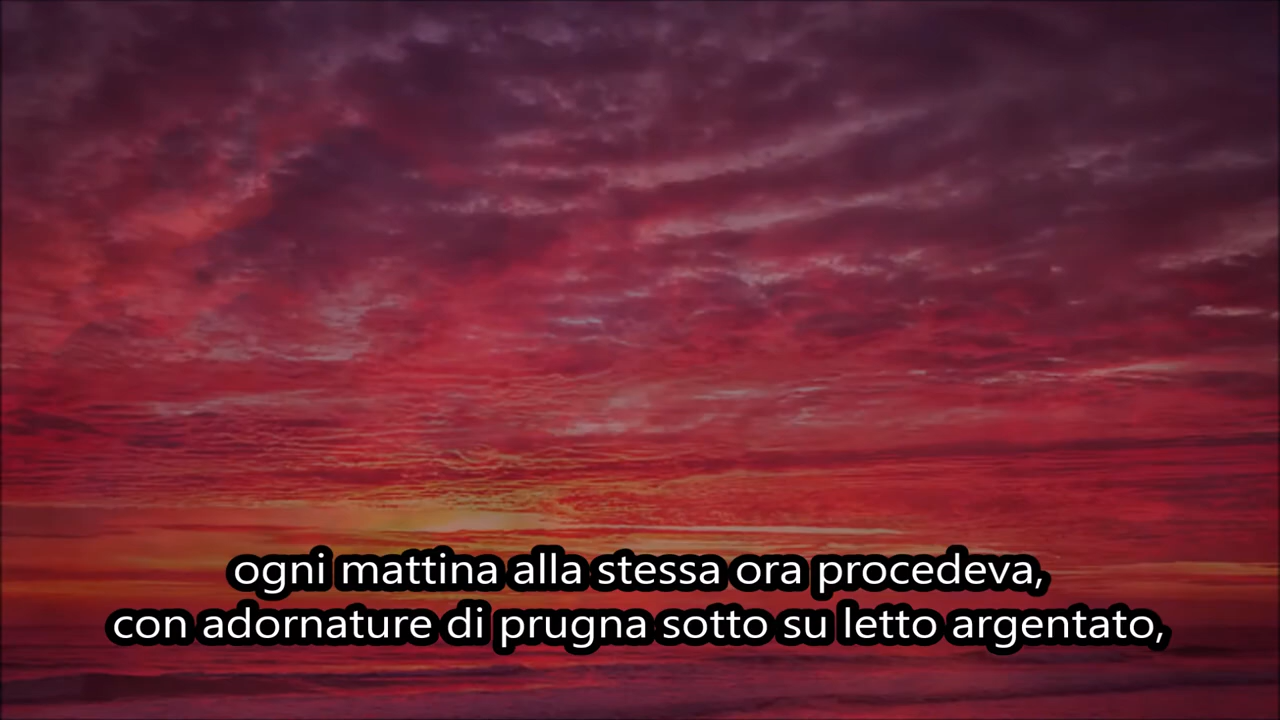 ogni mattina alla stessa ora procedeva,
con adornature di prugna sotto su letto argentato,